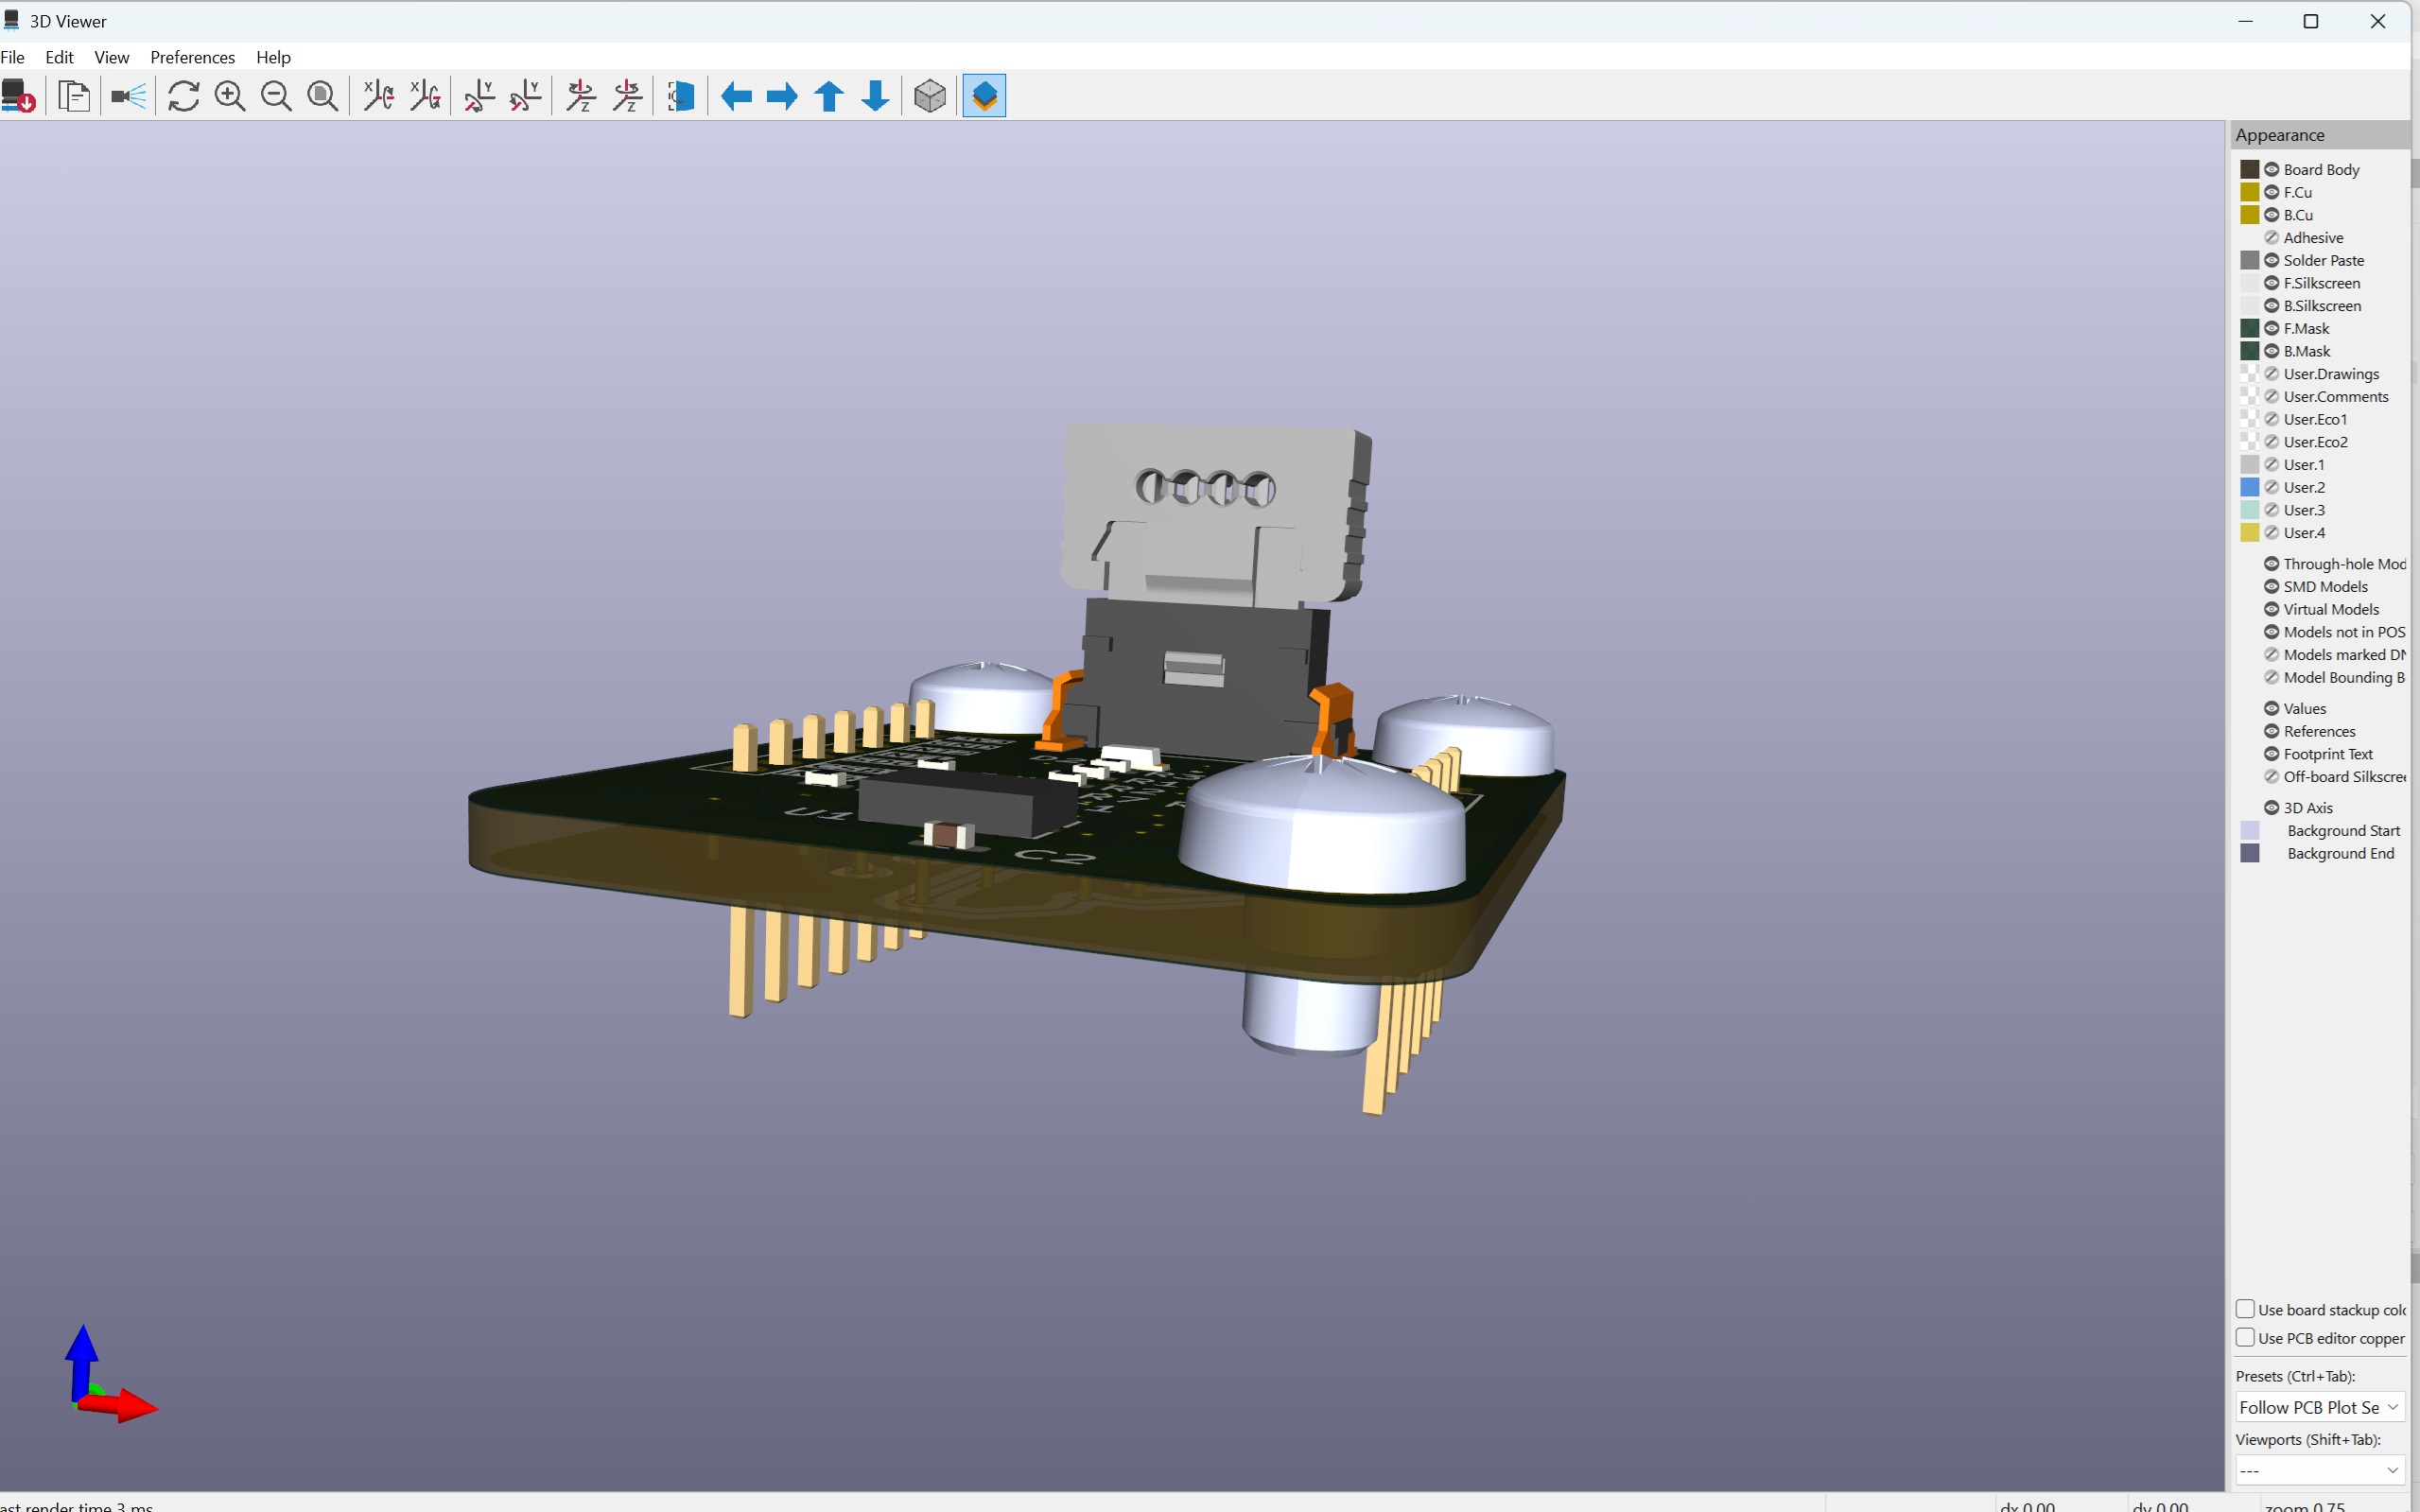 3D Viewer
File Edit View Preferences Help
X X Y Y Z Z
Appearance
Board Body
F.Cu
B.Cu
Adhesive
Solder Paste
F.Silkscreen
B.Silkscreen
F.Mask
B.Mask
User.Drawings
User.Comments
User.Eco1
User.Eco2
User.1
User.2
User.3
User.4
Through-hole Mod
SMD Models
Virtual Models
Models not in POS
Models marked DN
Model Bounding B
Values
References
Footprint Text
Off-board Silkscree
3D Axis
Background Start
Background End
U1
C2
Use board stackup colo
Use PCB editor copper
Presets (Ctrl+Tab):
Follow PCB Plot Se
Viewports (Shift+Tab):
---
ast render time 3 ms
dx 0.00 dy 0.00 zoom 0.75